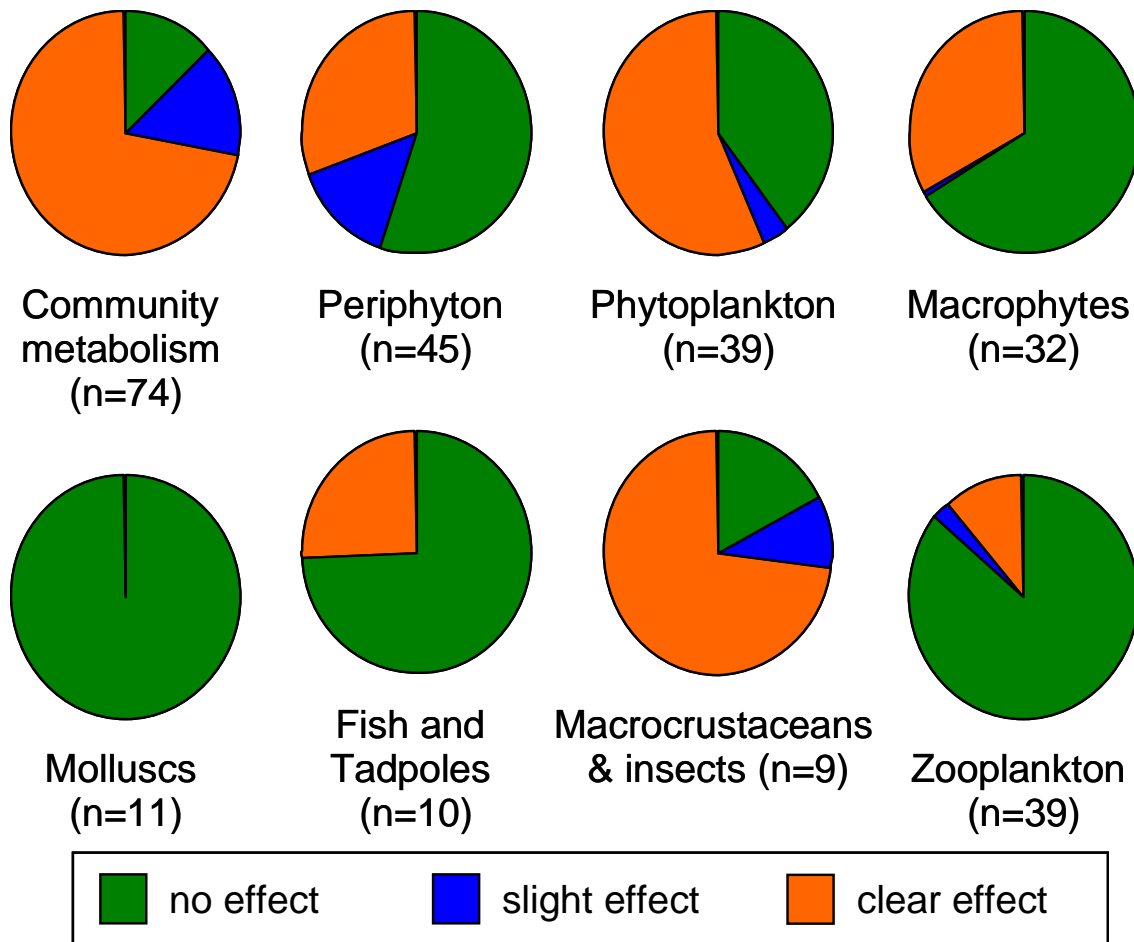 Community
metabolism
(n=74)
Periphyton
(n=45)
Phytoplankton
(n=39)
Macrophytes
(n=32)
Molluscs
(n=11)
Fish and
Tadpoles
(n=10)
Macrocrustaceans
& insects (n=9)
Zooplankton
(n=39)
no effect
slight effect
clear effect